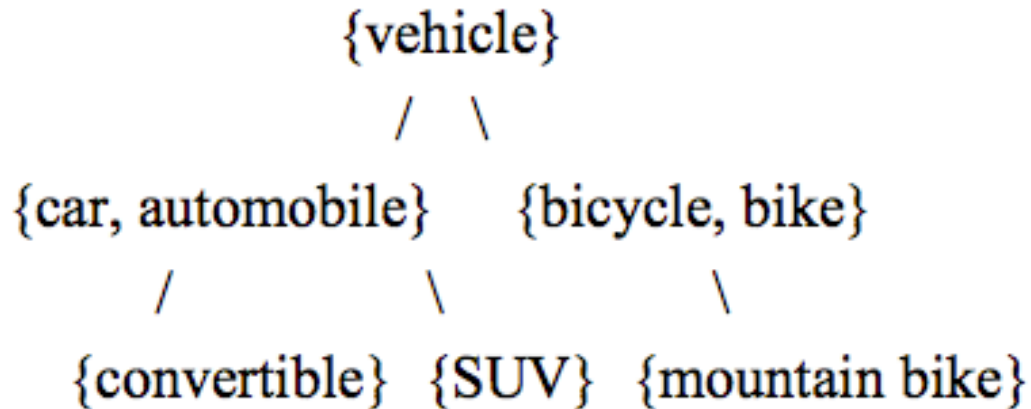 {vehicle}
/ \
{car, automobile} {bicycle, bike}
/ \ \
{convertible} {SUV} {mountain bike}